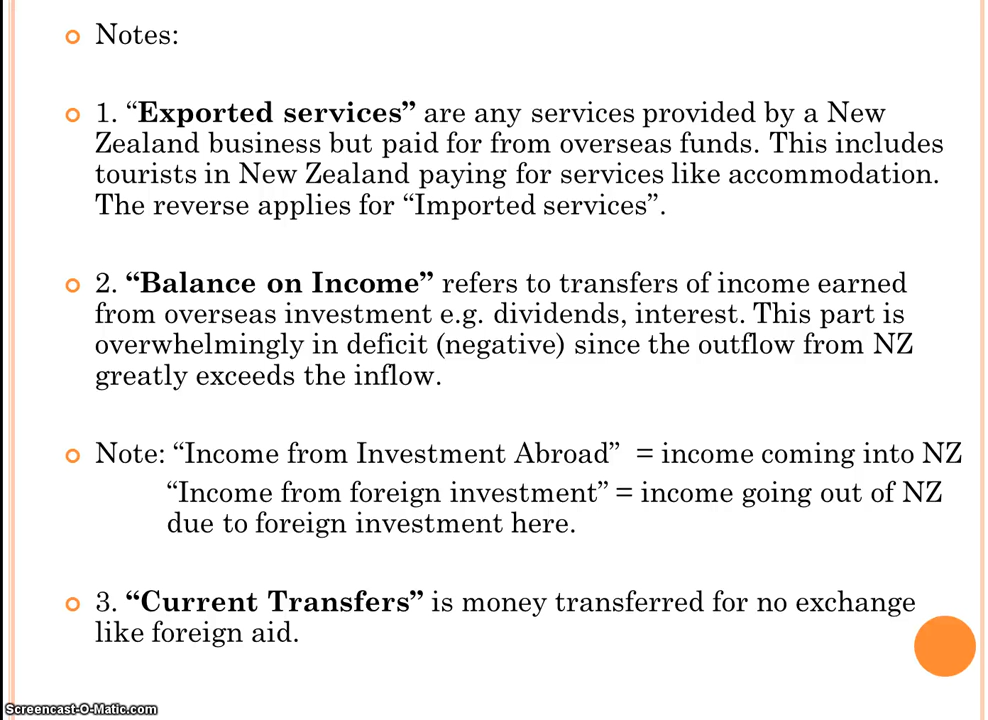 Notes:
1. “Exported services” are any services provided by a New
Zealand business but paid for from overseas funds. This includes
tourists in New Zealand paying for services like accommodation.
The reverse applies for “Imported services”.
2. “Balance on Income” refers to transfers of income earned
from overseas investment e.g. dividends, interest. This part is
overwhelmingly in deficit (negative) since the outflow from NZ
greatly exceeds the inflow.
Note: “Income from Investment Abroad” = income coming into NZ
“Income from foreign investment” = income going out of NZ
due to foreign investment here.
3. “Current Transfers” is money transferred for no exchange
like foreign aid.
Screencast-O-Matic.com